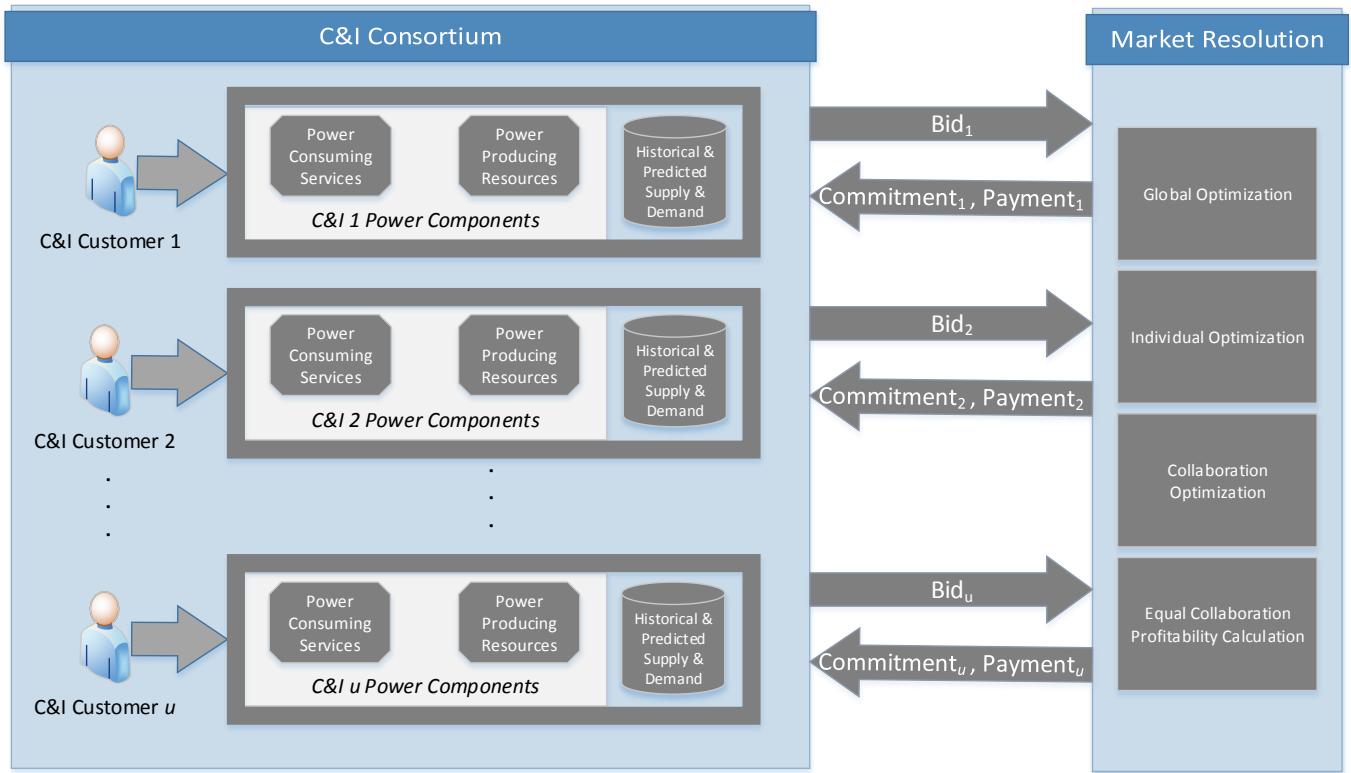 C&I Consortium
Market Resolution
Power
Consuming
Services
Power
Producing
Resources
Historical &
Predicted
Supply &
Demand
C&I 1 Power Components
C&I Customer 1
Bid₁
Commitment₁ , Payment₁
Global Optimization
Power
Consuming
Services
Power
Producing
Resources
Historical &
Predicted
Supply &
Demand
C&I 2 Power Components
C&I Customer 2
Bid₂
Commitment₂ , Payment₂
Individual Optimization
.
.
.
.
.
.
Collaboration
Optimization
Power
Consuming
Services
Power
Producing
Resources
Historical &
Predicted
Supply &
Demand
C&I u Power Components
C&I Customer u
Bidᵤ
Commitmentᵤ , Paymentᵤ
Equal Collaboration
Profitability Calculation